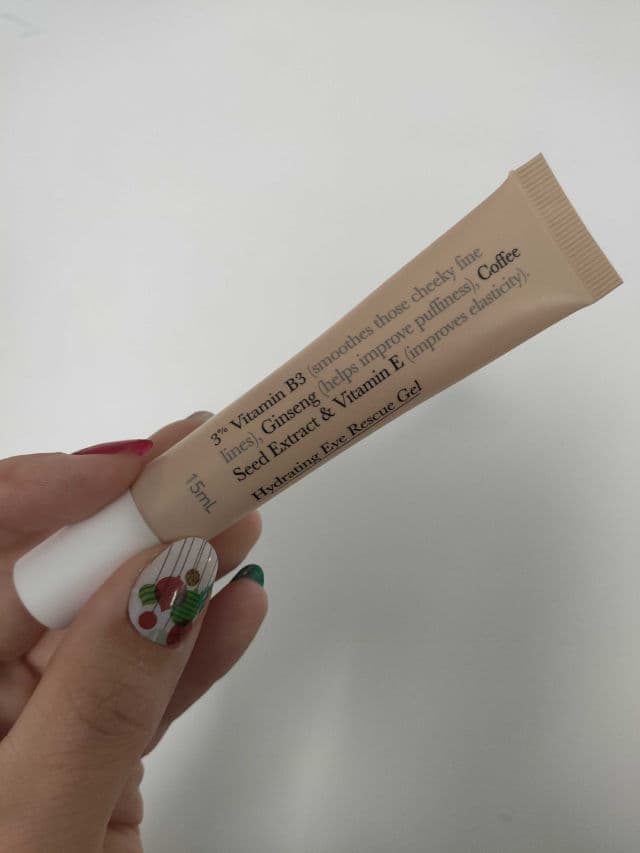 3% Vitamin B3 (smoothes those cheeky fine
lines), Ginseng (helps improve puffiness), Coffee
Seed Extract & Vitamin E (improves elasticity).
Hydrating Eye Rescue Gel
15mL